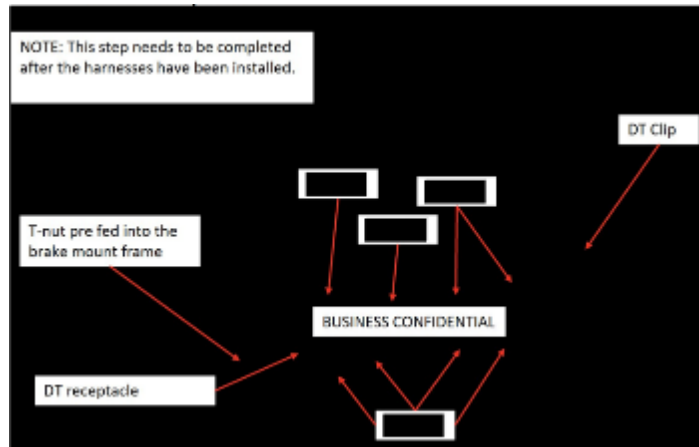 NOTE: This step needs to be completed
after the harnesses have been installed.
DT Clip
T-nut pre fed into the
brake mount frame
BUSINESS CONFIDENTIAL
DT receptacle